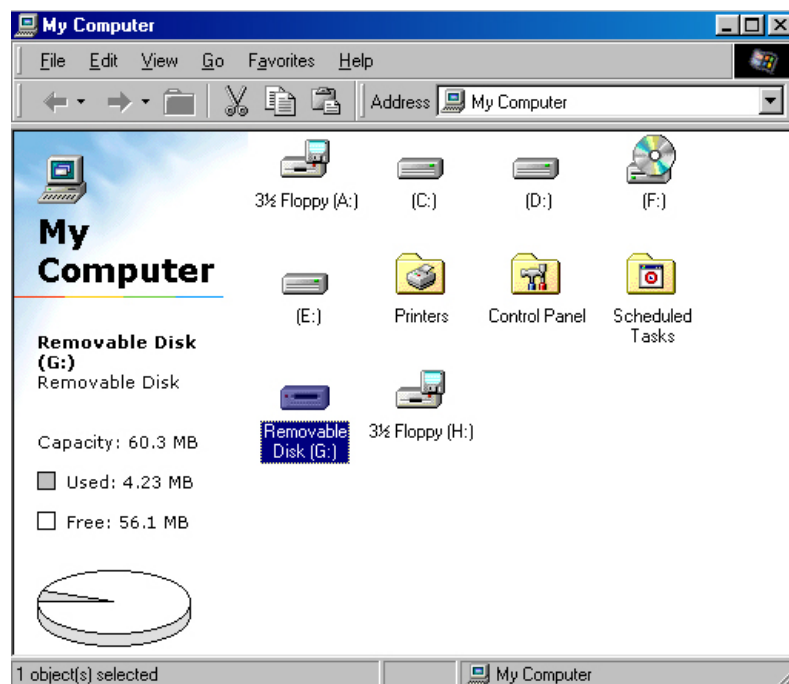 My Computer
File Edit View Go Favorites Help
Address My Computer
My
Computer
Removable Disk
(G:)
Removable Disk
Capacity: 60.3 MB
Used: 4.23 MB
Free: 56.1 MB
3½ Floppy (A:) (C:) (D:) (F:)
(E:) Printers Control Panel Scheduled
Tasks
Removable
Disk (G:) 3½ Floppy (H:)
1 object(s) selected My Computer